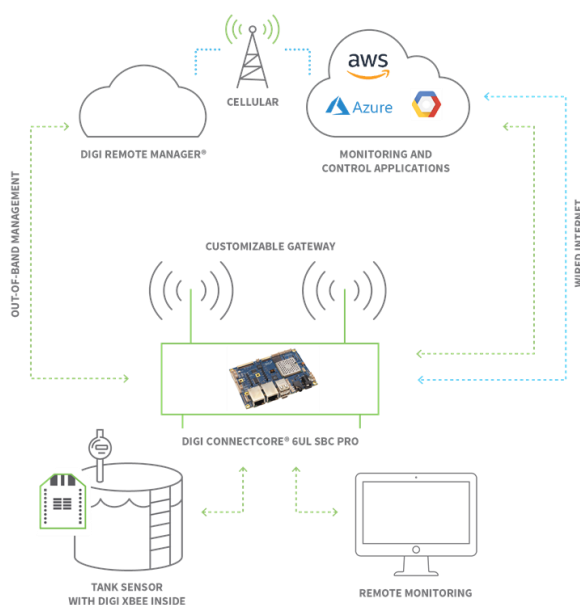 aws
Azure
CELLULAR
DIGI REMOTE MANAGER®
MONITORING AND
CONTROL APPLICATIONS
OUT-OF-BAND MANAGEMENT
WIRED INTERNET
CUSTOMIZABLE GATEWAY
DIGI CONNECTCORE® 6UL SBC PRO
TANK SENSOR
WITH DIGI XBEE INSIDE
REMOTE MONITORING